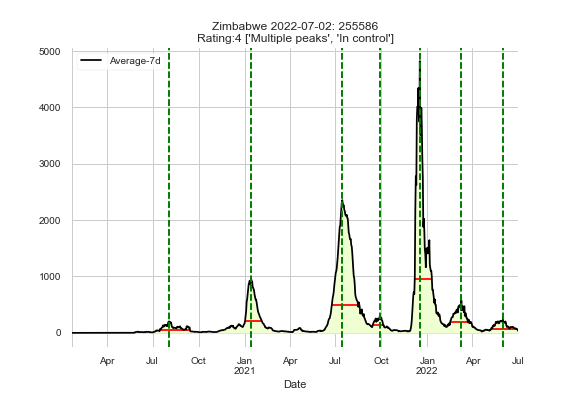 Zimbabwe 2022-07-02: 255586
Rating:4 ['Multiple peaks', 'In control']
Average-7d
5000
4000
3000
2000
1000
0
Apr Jul Oct Jan Apr Jul Oct Jan Apr Jul
2021 2022
Date